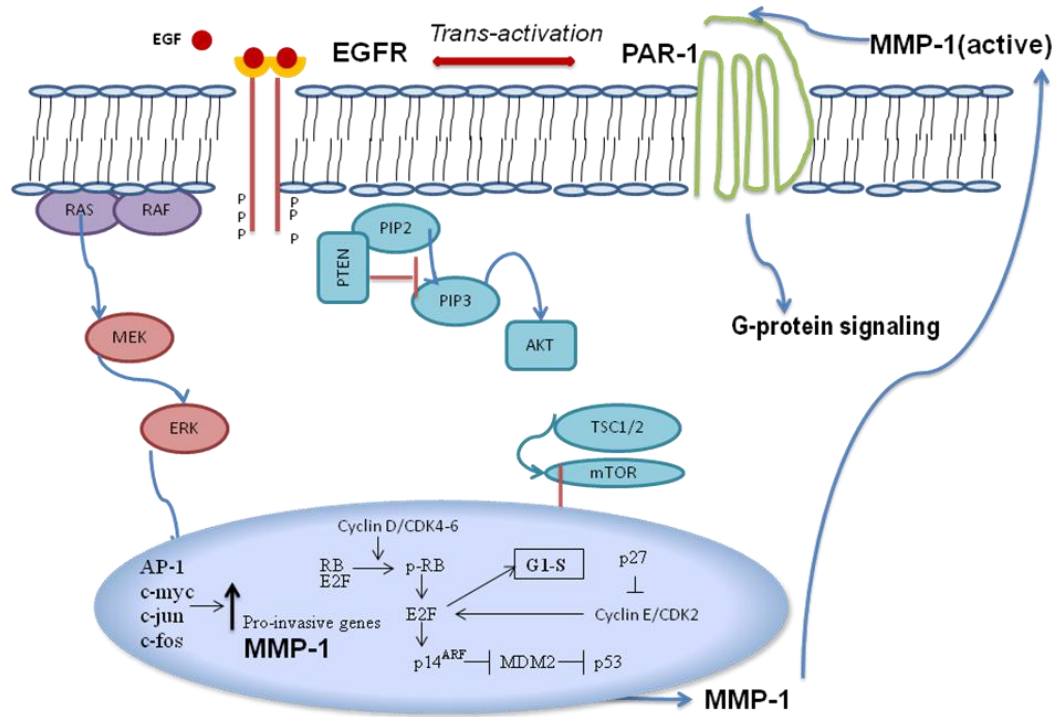 EGF
EGFR
Trans-activation
PAR-1
MMP-1(active)
RAS
RAF
P
P
P
P
P
P
PIP2
PTEN
PIP3
AKT
G-protein signaling
MEK
ERK
TSC1/2
mTOR
Cyclin D/CDK4-6
RB
E2F
p-RB
G1-S
p27
E2F
Cyclin E/CDK2
AP-1
c-myc
c-jun
c-fos
Pro-invasive genes
MMP-1
p14ARF
MDM2
p53
MMP-1